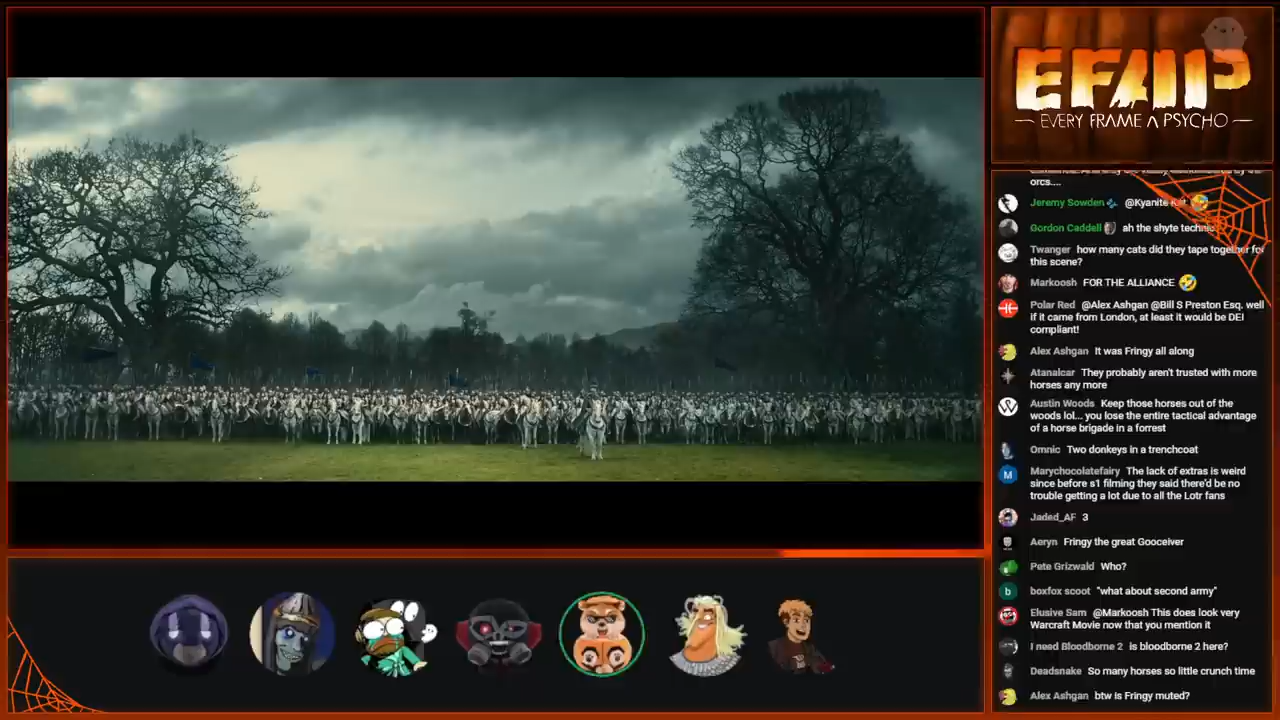 EFAP
EVERY FRAME A PSYCHO
orcs....
Jeremy Sowden @Kyanite
Gordon Caddell ah the shyte
Twanger how many cats did they tape together for
this scene?
Markoosh FOR THE ALLIANCE 🤣
Polar Red @Alex Ashgan @Bill S Preston Esq. well
if it came from London, at least it would be DEI
compliant!
Alex Ashgan It was Fringy all along
Atanalcar They probably aren't trusted with more
horses any more
Austin Woods Keep those horses out of the
woods lol... you lose the entire tactical advantage
of a horse brigade in a forrest
Omnic Two donkeys in a trenchcoat
Marychocolatefairy The lack of extras is weird
since before s1 filming they said there'd be no
trouble getting a lot due to all the Lotr fans
Jaded_AF 3
Aeryn Fringy the great Gooceiver
Pete Grizwald Who?
boxfox scoot "what about second army"
Elusive Sam @Markoosh This does look very
Warcraft Movie now that you mention it
I need Bloodborne 2 is bloodborne 2 here?
Deadsnake So many horses so little crunch time
Alex Ashgan btw is Fringy muted?